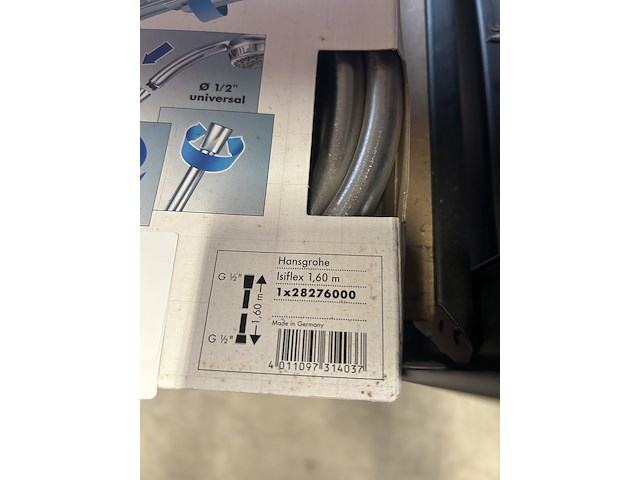 Ø 1/2"
universal
Hansgrohe
Isiflex 1,60 m
1x28276000
Made in Germany
G ½"
1,60 m
G ½"
4 011097 314037